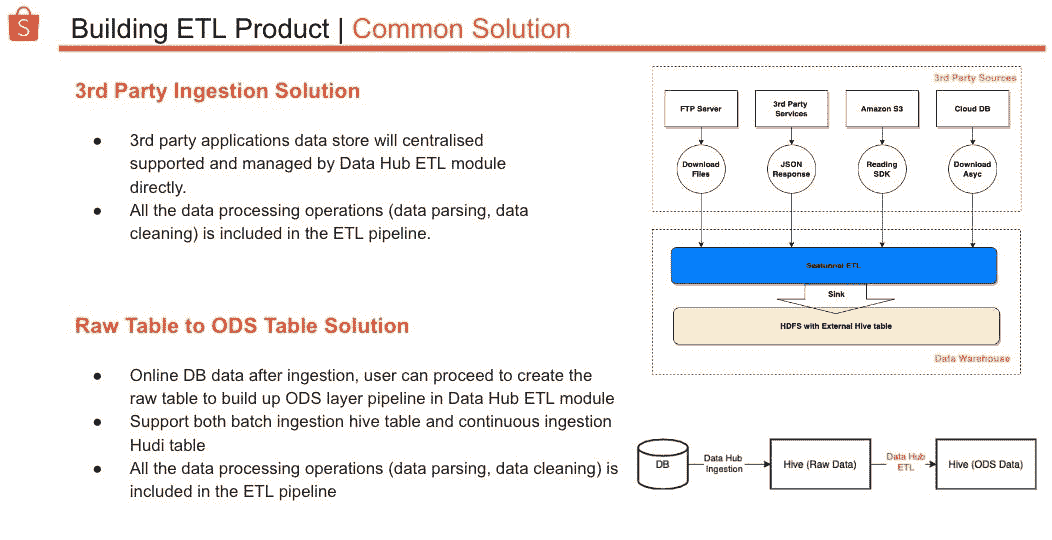 Building ETL Product | Common Solution
3rd Party Ingestion Solution
● 3rd party applications data store will centralised
supported and managed by Data Hub ETL module
directly.
● All the data processing operations (data parsing, data
cleaning) is included in the ETL pipeline.
Raw Table to ODS Table Solution
● Online DB data after ingestion, user can proceed to create the
raw table to build up ODS layer pipeline in Data Hub ETL module
● Support both batch ingestion hive table and continuous ingestion
Hudi table
● All the data processing operations (data parsing, data cleaning) is
included in the ETL pipeline
3rd Party Sources
FTP Server
3rd Party
Services
Amazon S3
Cloud DB
Download
Files
JSON
Response
Reading
SDK
Download
Asyc
Seatunnel ETL
Sink
HDFS with External Hive table
Data Warehouse
DB
Data Hub
Ingestion
Hive (Raw Data)
Data Hub
ETL
Hive (ODS Data)